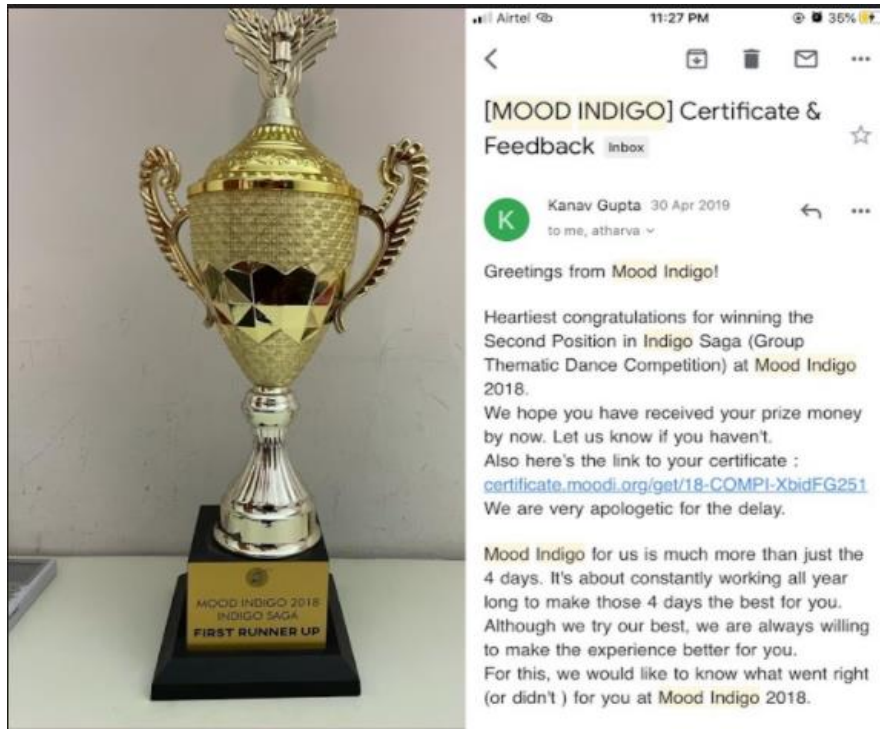 MOOD INDIGO 2018
INDIGO SAGA
FIRST RUNNER UP
Airtel
11:27 PM
35%
[MOOD INDIGO] Certificate &
Feedback Inbox
K
Kanav Gupta 30 Apr 2019
to me, atharva
Greetings from Mood Indigo!
Heartiest congratulations for winning the
Second Position in Indigo Saga (Group
Thematic Dance Competition) at Mood Indigo
2018.
We hope you have received your prize money
by now. Let us know if you haven't.
Also here's the link to your certificate :
certificate.moodi.org/get/18-COMPI-XbidFG251
We are very apologetic for the delay.
Mood Indigo for us is much more than just the
4 days. It's about constantly working all year
long to make those 4 days the best for you.
Although we try our best, we are always willing
to make the experience better for you.
For this, we would like to know what went right
(or didn't ) for you at Mood Indigo 2018.